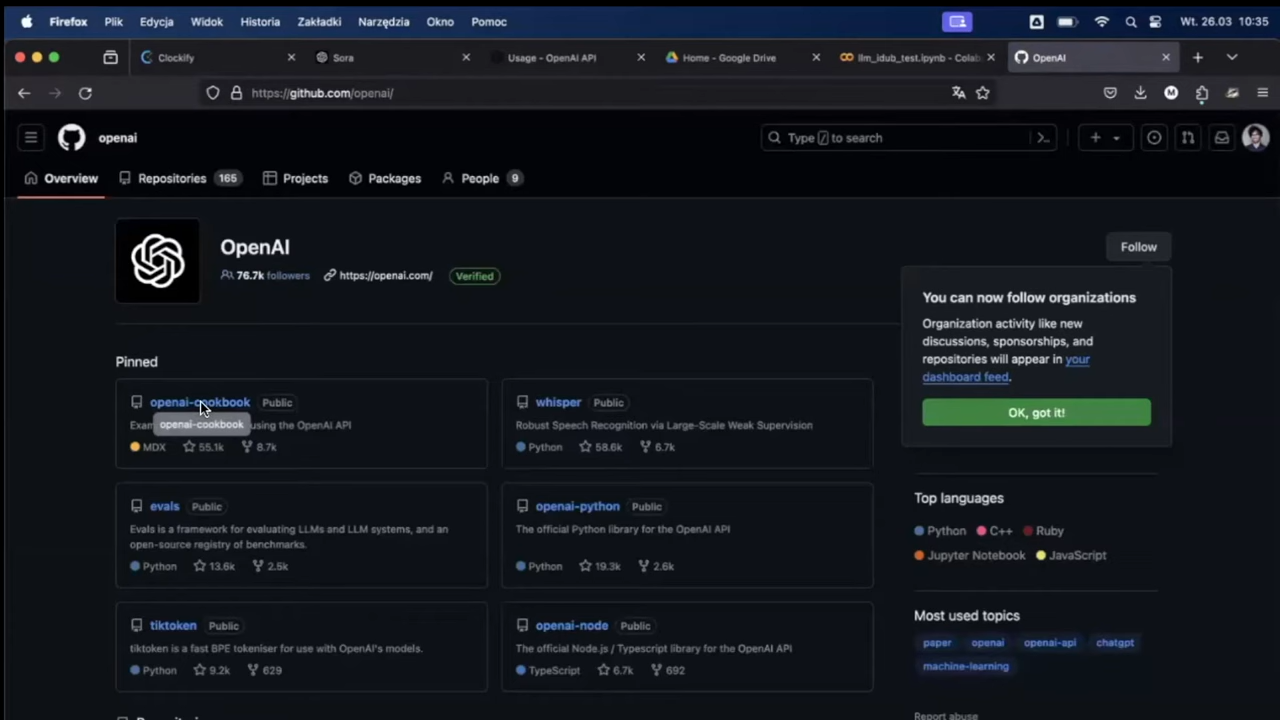 Firefox Plik Edycja Widok Historia Zakładki Narzędzia Okno Pomoc Wt. 26.03 10:35
Clockify Sora Usage - OpenAI API Home - Google Drive llm_idub_test.ipynb - Colab OpenAI
https://github.com/openai/
openai Type / to search
Overview Repositories 165 Projects Packages People 9
OpenAI
76.7k followers https://openai.com/ Verified
Follow
You can now follow organizations
Organization activity like new
discussions, sponsorships, and
repositories will appear in your
dashboard feed.
OK, got it!
Pinned
openai-cookbook Public
using the OpenAI API
openai-cookbook
MDX 55.1k 8.7k
whisper Public
Robust Speech Recognition via Large-Scale Weak Supervision
Python 58.6k 6.7k
evals Public
Evals is a framework for evaluating LLMs and LLM systems, and an
open-source registry of benchmarks.
Python 13.6k 2.5k
openai-python Public
The official Python library for the OpenAI API
Python 19.3k 2.6k
tiktoken Public
tiktoken is a fast BPE tokeniser for use with OpenAI's models.
Python 9.2k 629
openai-node Public
The official Node.js / Typescript library for the OpenAI API
TypeScript 6.7k 692
Top languages
Python C++ Ruby
Jupyter Notebook JavaScript
Most used topics
paper openai openai-api chatgpt
machine-learning
Report abuse